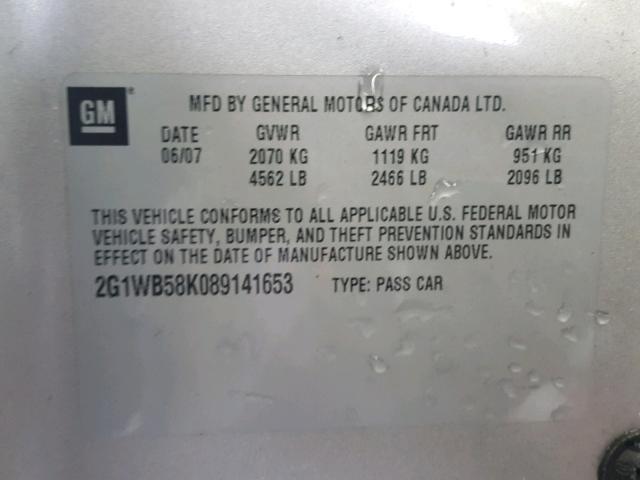 GM ®
MFD BY GENERAL MOTORS OF CANADA LTD.
DATE GVWR GAWR FRT GAWR RR
06/07 2070 KG 1119 KG 951 KG
4562 LB 2466 LB 2096 LB
THIS VEHICLE CONFORMS TO ALL APPLICABLE U.S. FEDERAL MOTOR
VEHICLE SAFETY, BUMPER, AND THEFT PREVENTION STANDARDS IN
EFFECT ON THE DATE OF MANUFACTURE SHOWN ABOVE.
2G1WB58K089141653 TYPE: PASS CAR